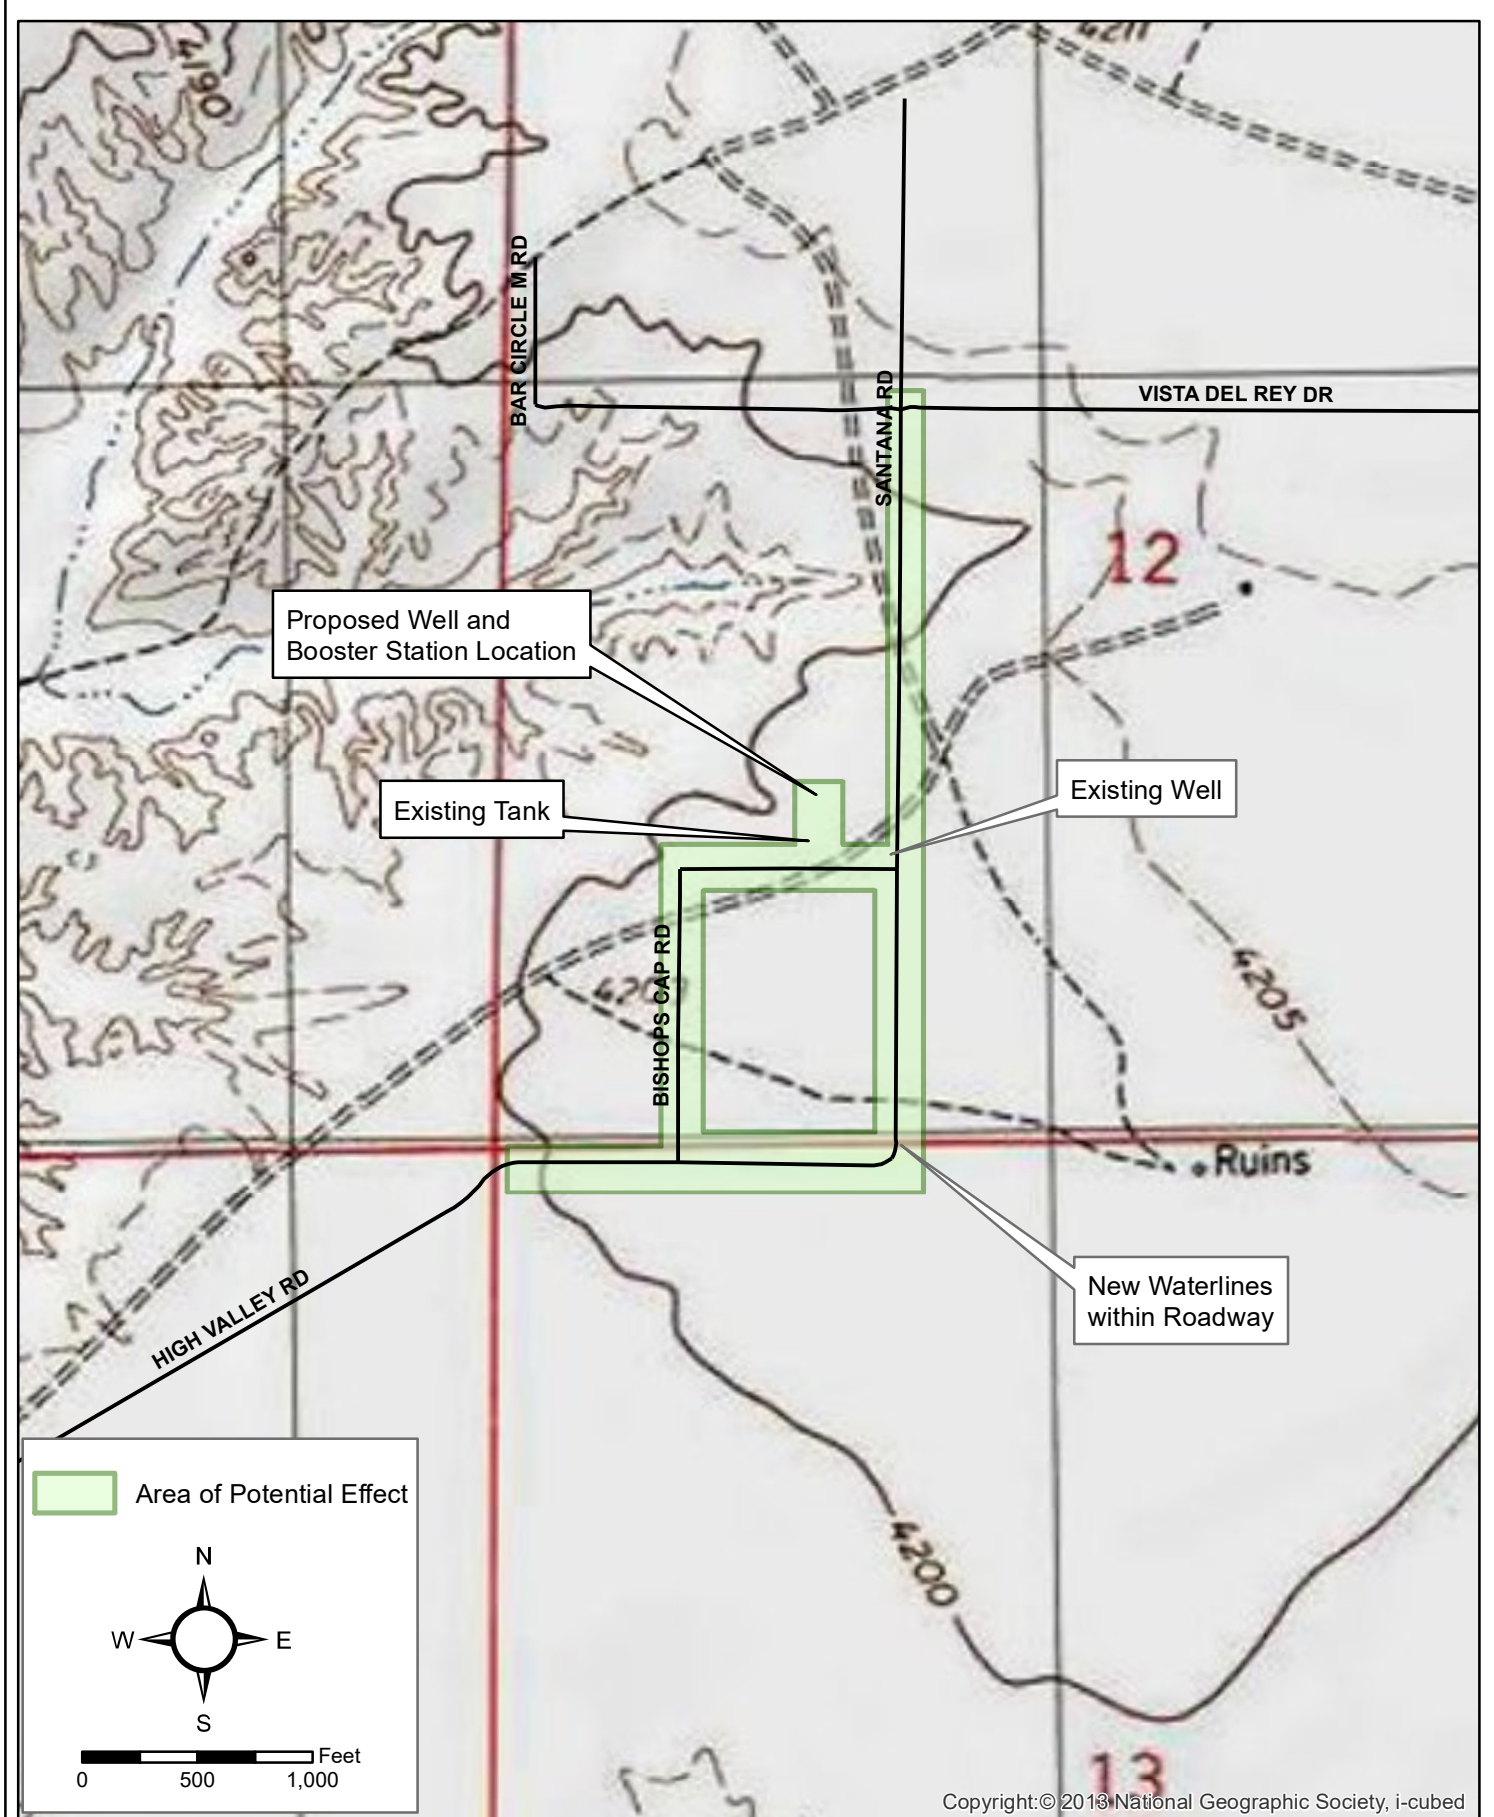 4190
4211
BAR CIRCLE M RD
SANTANA RD
VISTA DEL REY DR
12
Proposed Well and
Booster Station Location
Existing Tank
Existing Well
BISHOPS CAP RD
4205
Ruins
HIGH VALLEY RD
New Waterlines
within Roadway
4200
Area of Potential Effect
N
W
E
S
Feet
0
500
1,000
13
Copyright:© 2013 National Geographic Society, i-cubed